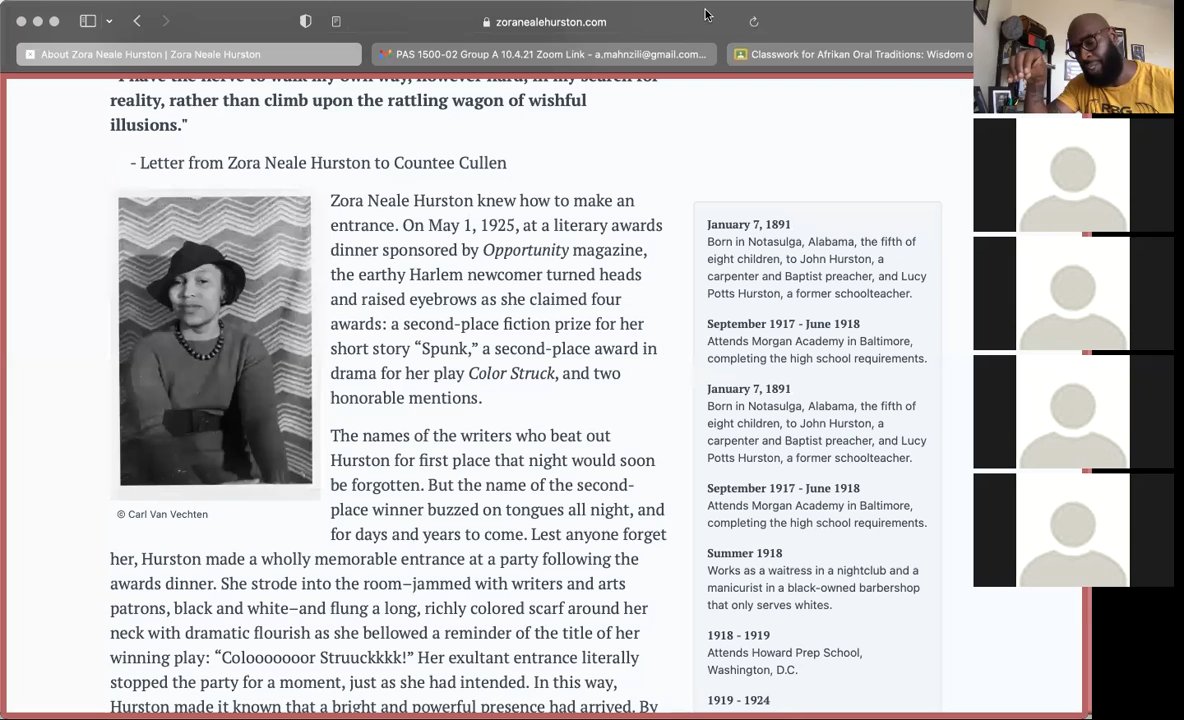 zoranealehurston.com
About Zora Neale Hurston | Zora Neale Hurston
PAS 1500-02 Group A 10.4.21 Zoom Link - a.mahnzili@gmail.com...
Classwork for Afrikan Oral Traditions: Wisdom o
"I have the nerve to walk my own way, however hard, in my search for
reality, rather than climb upon the rattling wagon of wishful
illusions."
- Letter from Zora Neale Hurston to Countee Cullen
Zora Neale Hurston knew how to make an
entrance. On May 1, 1925, at a literary awards
dinner sponsored by Opportunity magazine,
the earthy Harlem newcomer turned heads
and raised eyebrows as she claimed four
awards: a second-place fiction prize for her
short story “Spunk,” a second-place award in
drama for her play Color Struck, and two
honorable mentions.
The names of the writers who beat out
Hurston for first place that night would soon
be forgotten. But the name of the second-
place winner buzzed on tongues all night, and
for days and years to come. Lest anyone forget
her, Hurston made a wholly memorable entrance at a party following the
awards dinner. She strode into the room–jammed with writers and arts
patrons, black and white–and flung a long, richly colored scarf around her
neck with dramatic flourish as she bellowed a reminder of the title of her
winning play: “Colooooooor Struuckkkk!” Her exultant entrance literally
stopped the party for a moment, just as she had intended. In this way,
Hurston made it known that a bright and powerful presence had arrived. By
© Carl Van Vechten
January 7, 1891
Born in Notasulga, Alabama, the fifth of
eight children, to John Hurston, a
carpenter and Baptist preacher, and Lucy
Potts Hurston, a former schoolteacher.
September 1917 - June 1918
Attends Morgan Academy in Baltimore,
completing the high school requirements.
January 7, 1891
Born in Notasulga, Alabama, the fifth of
eight children, to John Hurston, a
carpenter and Baptist preacher, and Lucy
Potts Hurston, a former schoolteacher.
September 1917 - June 1918
Attends Morgan Academy in Baltimore,
completing the high school requirements.
Summer 1918
Works as a waitress in a nightclub and a
manicurist in a black-owned barbershop
that only serves whites.
1918 - 1919
Attends Howard Prep School,
Washington, D.C.
1919 - 1924
RBG